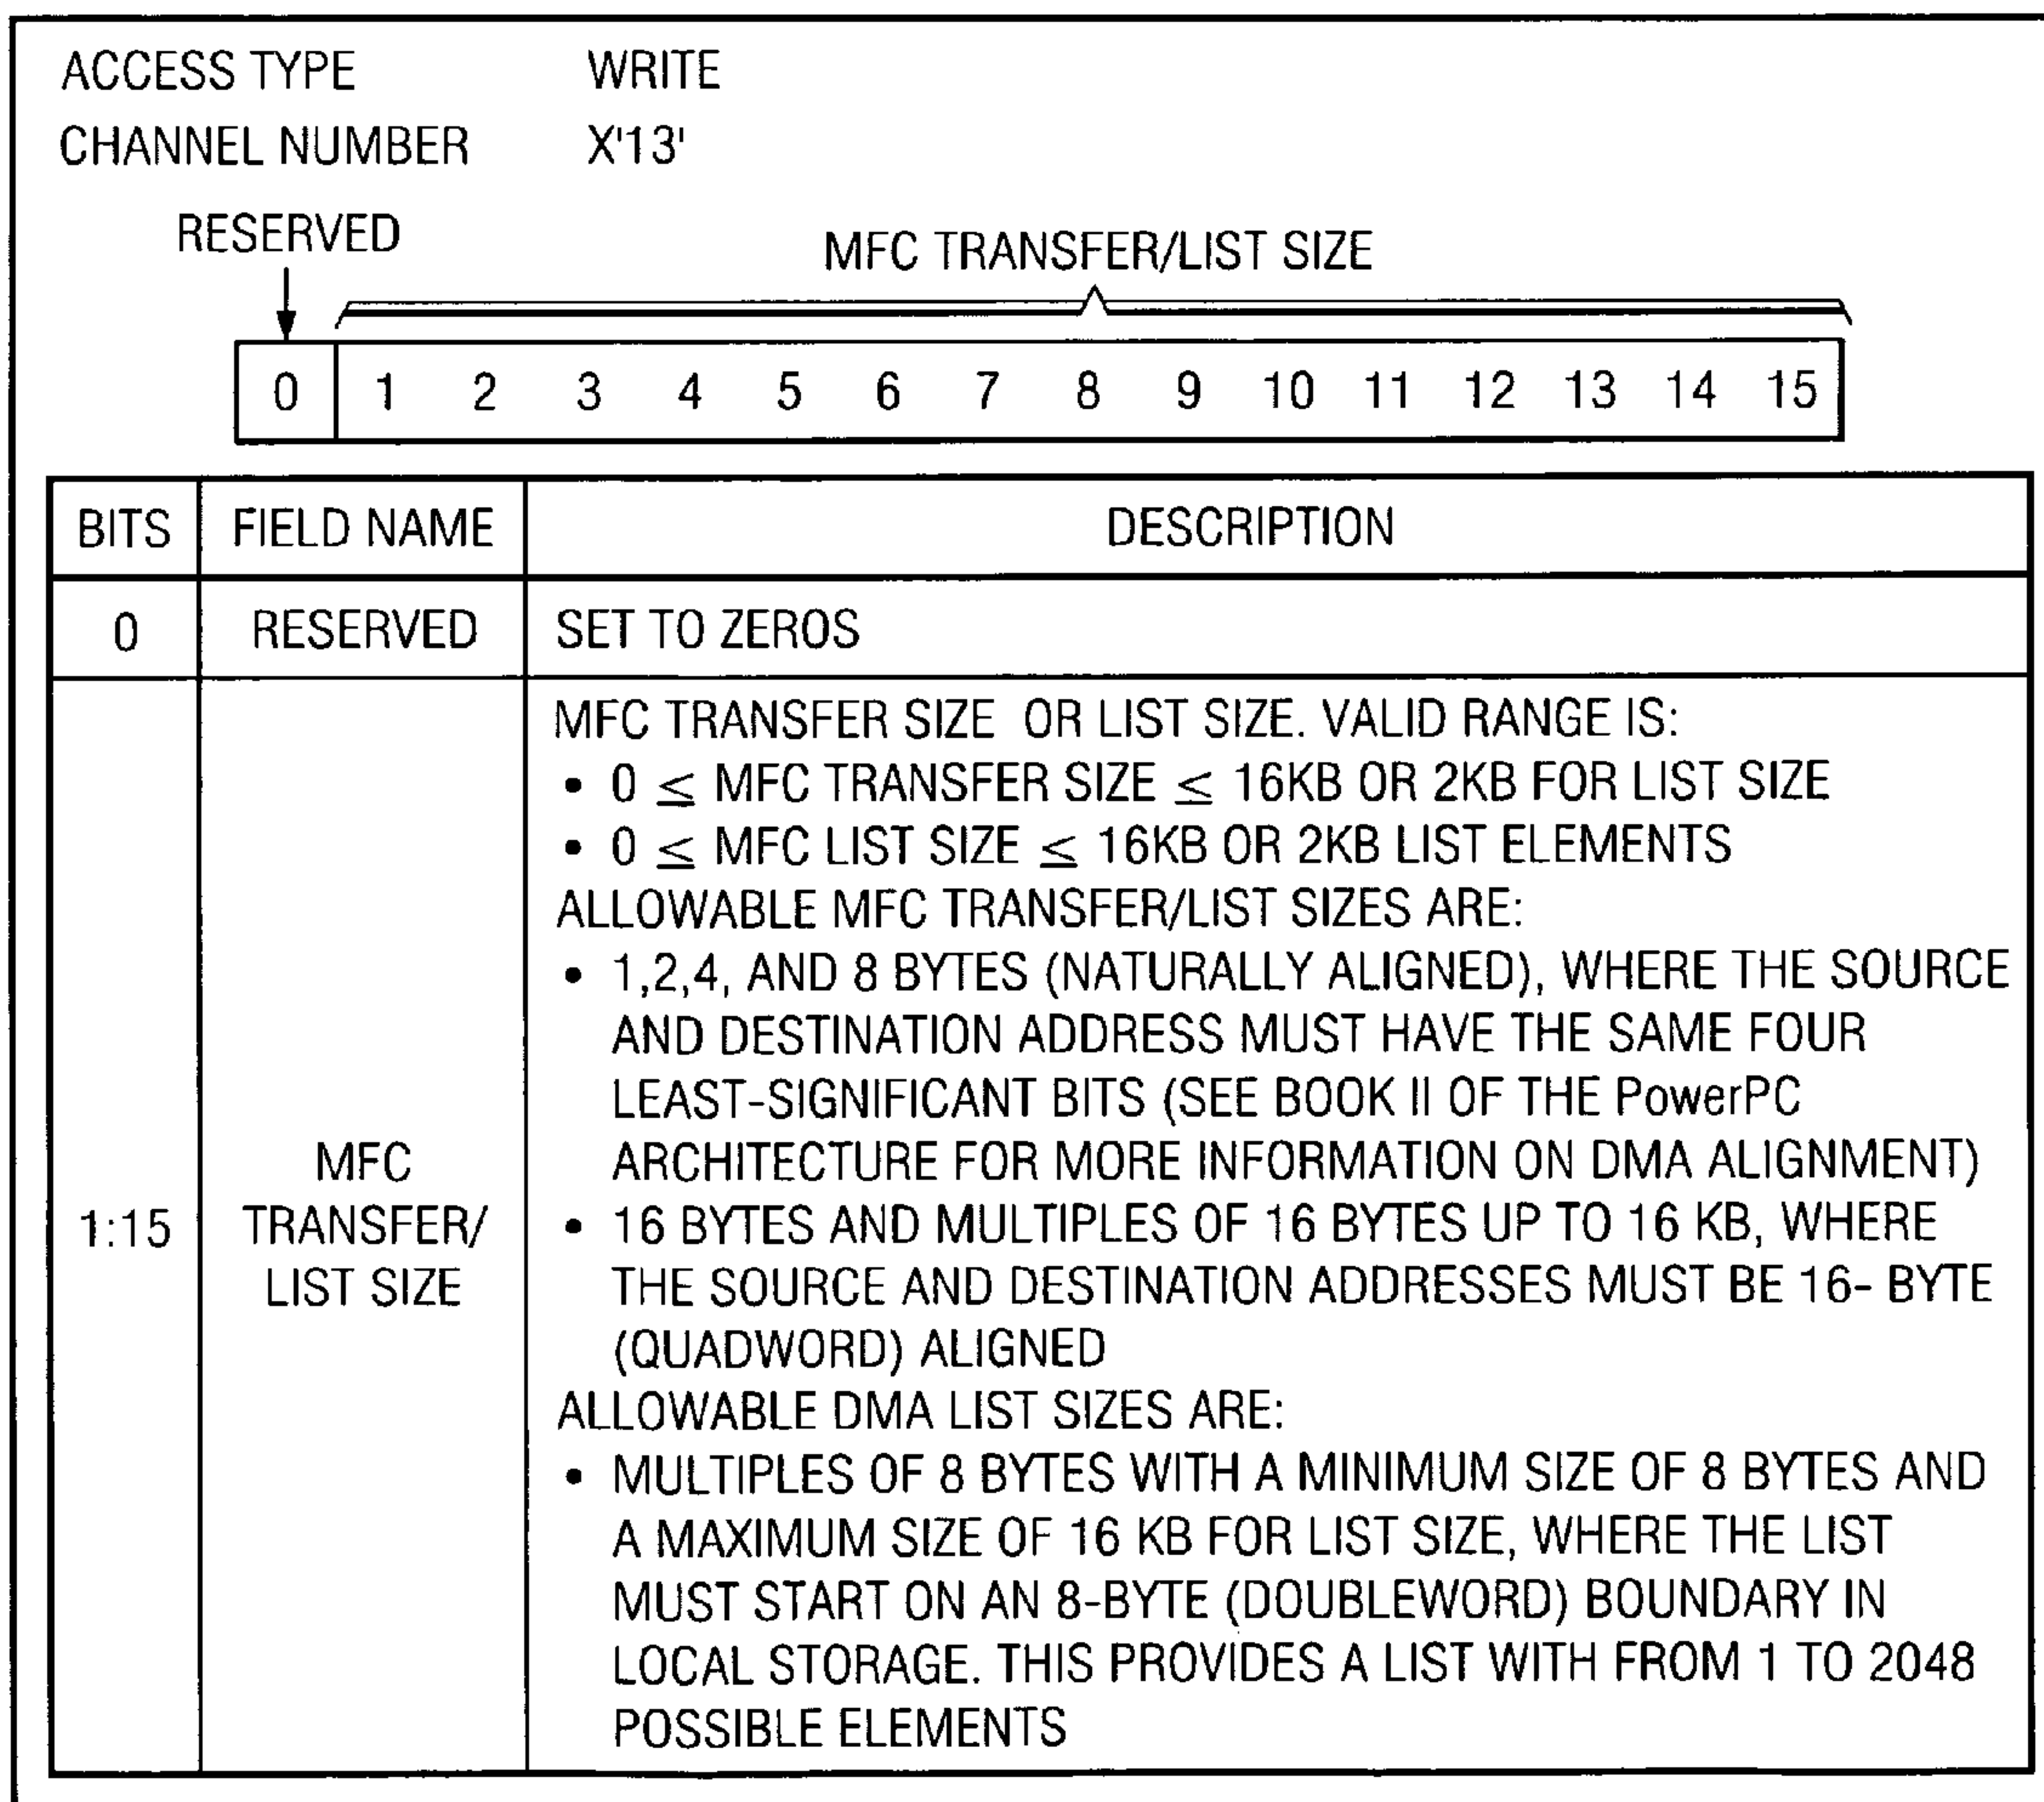 ACCESS TYPE WRITE
CHANNEL NUMBER X'13'
RESERVED
MFC TRANSFER/LIST SIZE
0 1 2 3 4 5 6 7 8 9 10 11 12 13 14 15
BITS FIELD NAME DESCRIPTION
0 RESERVED SET TO ZEROS
1:15
MFC
TRANSFER/
LIST SIZE
MFC TRANSFER SIZE OR LIST SIZE. VALID RANGE IS:
• 0 ≤ MFC TRANSFER SIZE ≤ 16KB OR 2KB FOR LIST SIZE
• 0 ≤ MFC LIST SIZE ≤ 16KB OR 2KB LIST ELEMENTS
ALLOWABLE MFC TRANSFER/LIST SIZES ARE:
• 1,2,4, AND 8 BYTES (NATURALLY ALIGNED), WHERE THE SOURCE
AND DESTINATION ADDRESS MUST HAVE THE SAME FOUR
LEAST-SIGNIFICANT BITS (SEE BOOK II OF THE PowerPC
ARCHITECTURE FOR MORE INFORMATION ON DMA ALIGNMENT)
• 16 BYTES AND MULTIPLES OF 16 BYTES UP TO 16 KB, WHERE
THE SOURCE AND DESTINATION ADDRESSES MUST BE 16- BYTE
(QUADWORD) ALIGNED
ALLOWABLE DMA LIST SIZES ARE:
• MULTIPLES OF 8 BYTES WITH A MINIMUM SIZE OF 8 BYTES AND
A MAXIMUM SIZE OF 16 KB FOR LIST SIZE, WHERE THE LIST
MUST START ON AN 8-BYTE (DOUBLEWORD) BOUNDARY IN
LOCAL STORAGE. THIS PROVIDES A LIST WITH FROM 1 TO 2048
POSSIBLE ELEMENTS